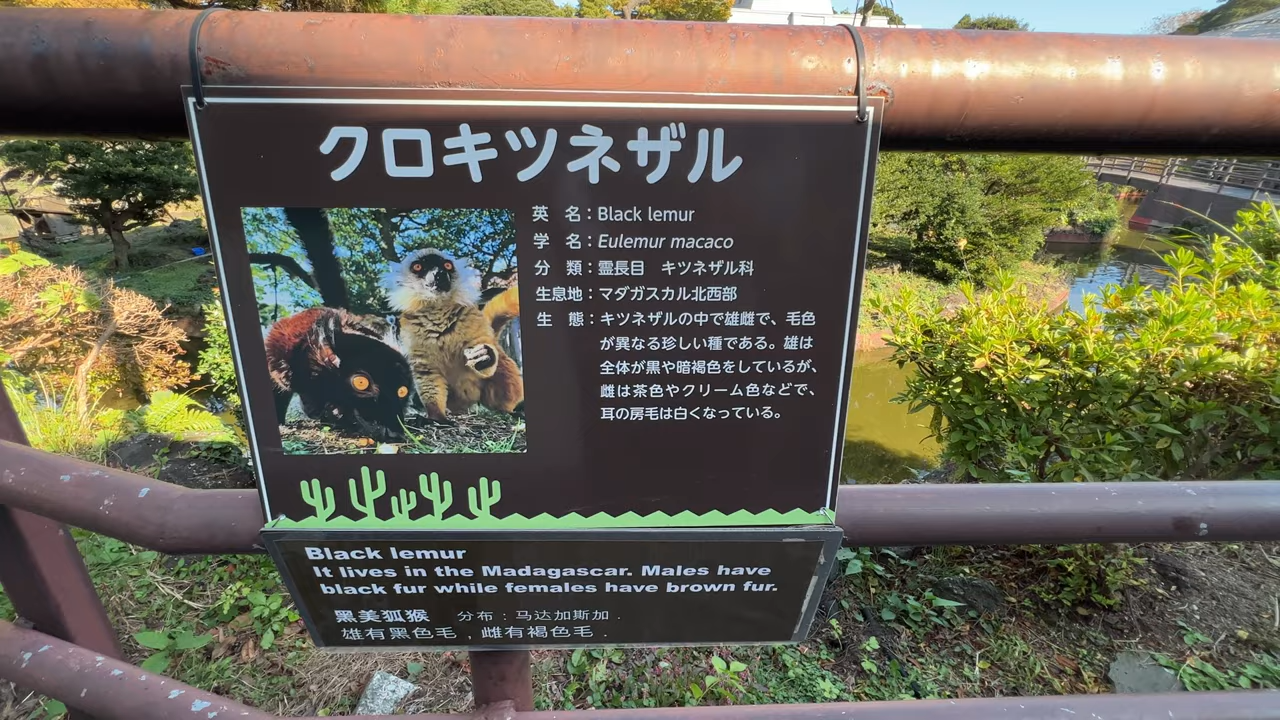 クロキツネザル
英　名：Black lemur
学　名：Eulemur macaco
分　類：霊長目　キツネザル科
生息地：マダガスカル北西部
生　態：キツネザルの中で雄雌で、毛色
が異なる珍しい種である。雄は
全体が黒や暗褐色をしているが、
雌は茶色やクリーム色などで、
耳の房毛は白くなっている。
Black lemur
It lives in the Madagascar. Males have
black fur while females have brown fur.
黑美狐猴　分布：马达加斯加．
雄有黑色毛，雌有褐色毛．